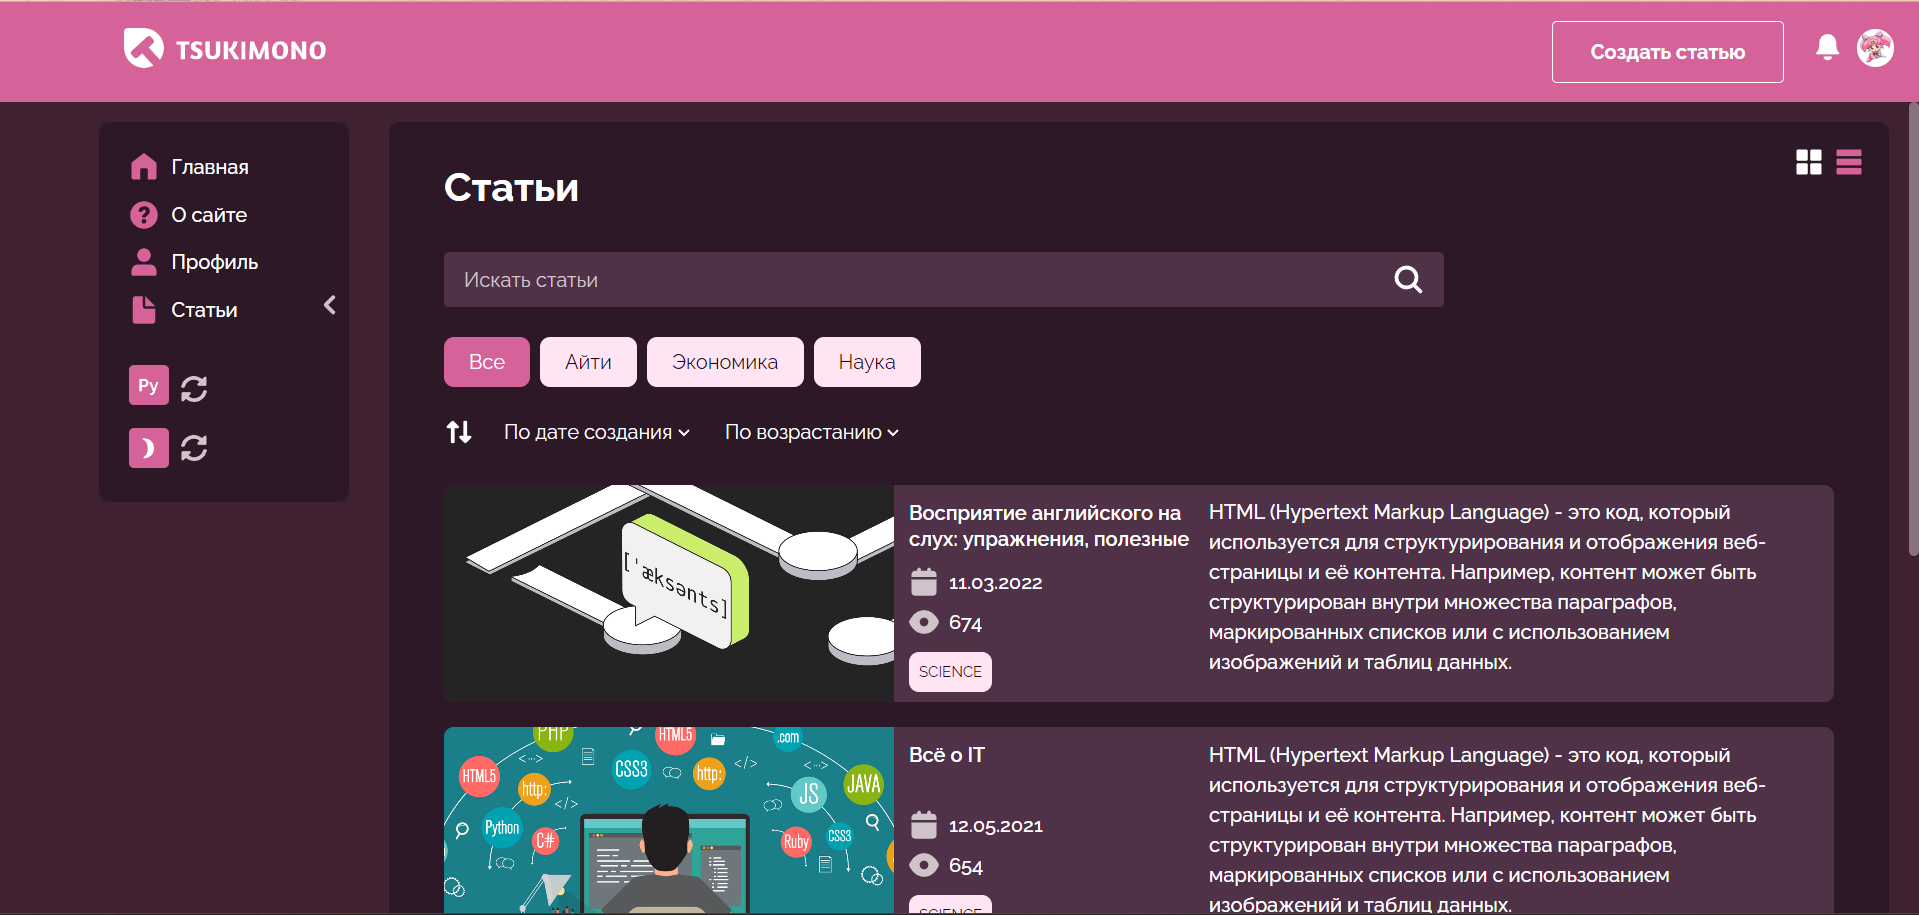 TSUKIMONO
Создать статью
Главная
О сайте
Профиль
Статьи
Ру
Статьи
Искать статьи
Все
Айти
Экономика
Наука
По дате создания
По возрастанию
['æksənts]
Восприятие английского на
слух: упражнения, полезные
11.03.2022
674
SCIENCE
HTML (Hypertext Markup Language) - это код, который
используется для структурирования и отображения веб-
страницы и её контента. Например, контент может быть
структурирован внутри множества параграфов,
маркированных списков или с использованием
изображений и таблиц данных.
PHP
HTML5
.com
HTML5
CSS3
http:
http:
JS
JAVA
Python
C#
Ruby
CSS3
Всё о IT
12.05.2021
654
SCIENCE
HTML (Hypertext Markup Language) - это код, который
используется для структурирования и отображения веб-
страницы и её контента. Например, контент может быть
структурирован внутри множества параграфов,
маркированных списков или с использованием
изображений и таблиц данных.